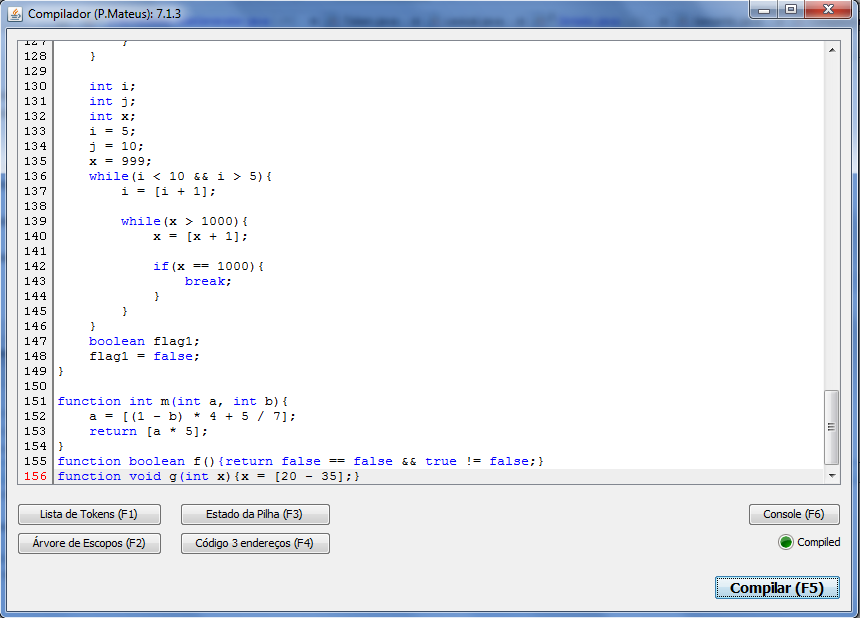 Compilador (P.Mateus): 7.1.3
127 }
128 }
129
130 int i;
131 int j;
132 int x;
133 i = 5;
134 j = 10;
135 x = 999;
136 while(i < 10 && i > 5){
137 i = [i + 1];
138
139 while(x > 1000){
140 x = [x + 1];
141
142 if(x == 1000){
143 break;
144 }
145 }
146 }
147 boolean flag1;
148 flag1 = false;
149 }
150
151 function int m(int a, int b){
152 a = [(1 - b) * 4 + 5 / 7];
153 return [a * 5];
154 }
155 function boolean f(){return false == false && true != false;}
156 function void g(int x){x = [20 - 35];}
Lista de Tokens (F1) Estado da Pilha (F3) Console (F6)
Árvore de Escopos (F2) Código 3 endereços (F4) Compiled
Compilar (F5)